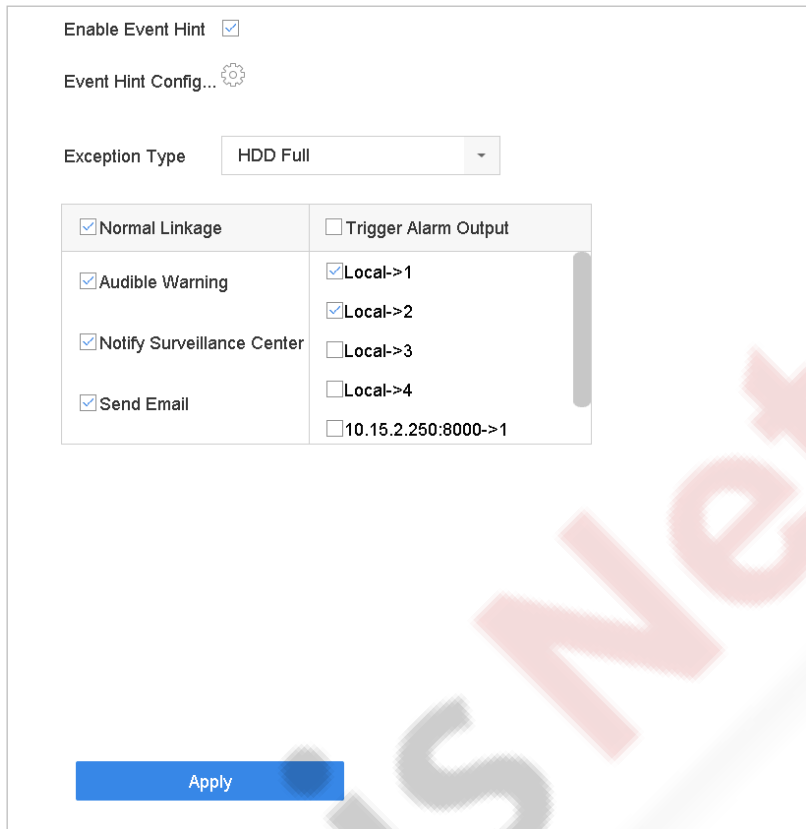 Enable Event Hint
Event Hint Config...
Exception Type HDD Full
Normal Linkage Trigger Alarm Output
Audible Warning Local->1
Local->2
Notify Surveillance Center Local->3
Local->4
Send Email
10.15.2.250:8000->1
Apply
isNet